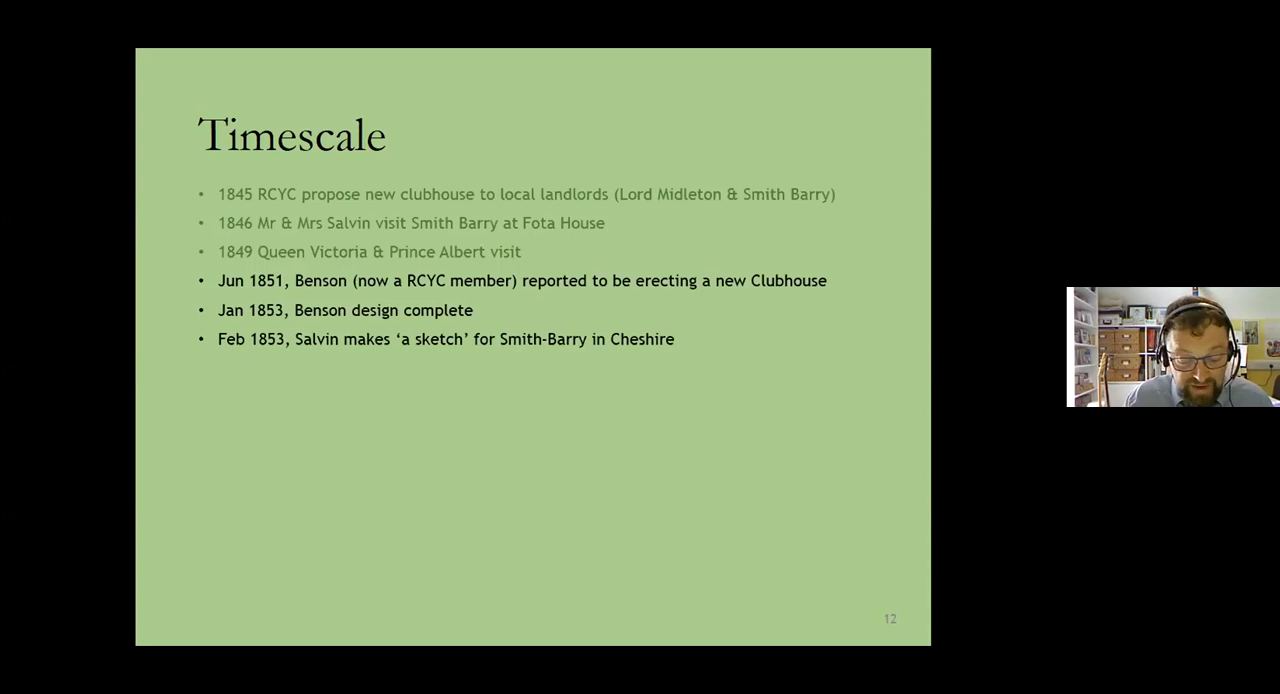 Timescale
• 1845 RCYC propose new clubhouse to local landlords (Lord Midleton & Smith Barry)
• 1846 Mr & Mrs Salvin visit Smith Barry at Fota House
• 1849 Queen Victoria & Prince Albert visit
• Jun 1851, Benson (now a RCYC member) reported to be erecting a new Clubhouse
• Jan 1853, Benson design complete
• Feb 1853, Salvin makes ‘a sketch’ for Smith-Barry in Cheshire
12